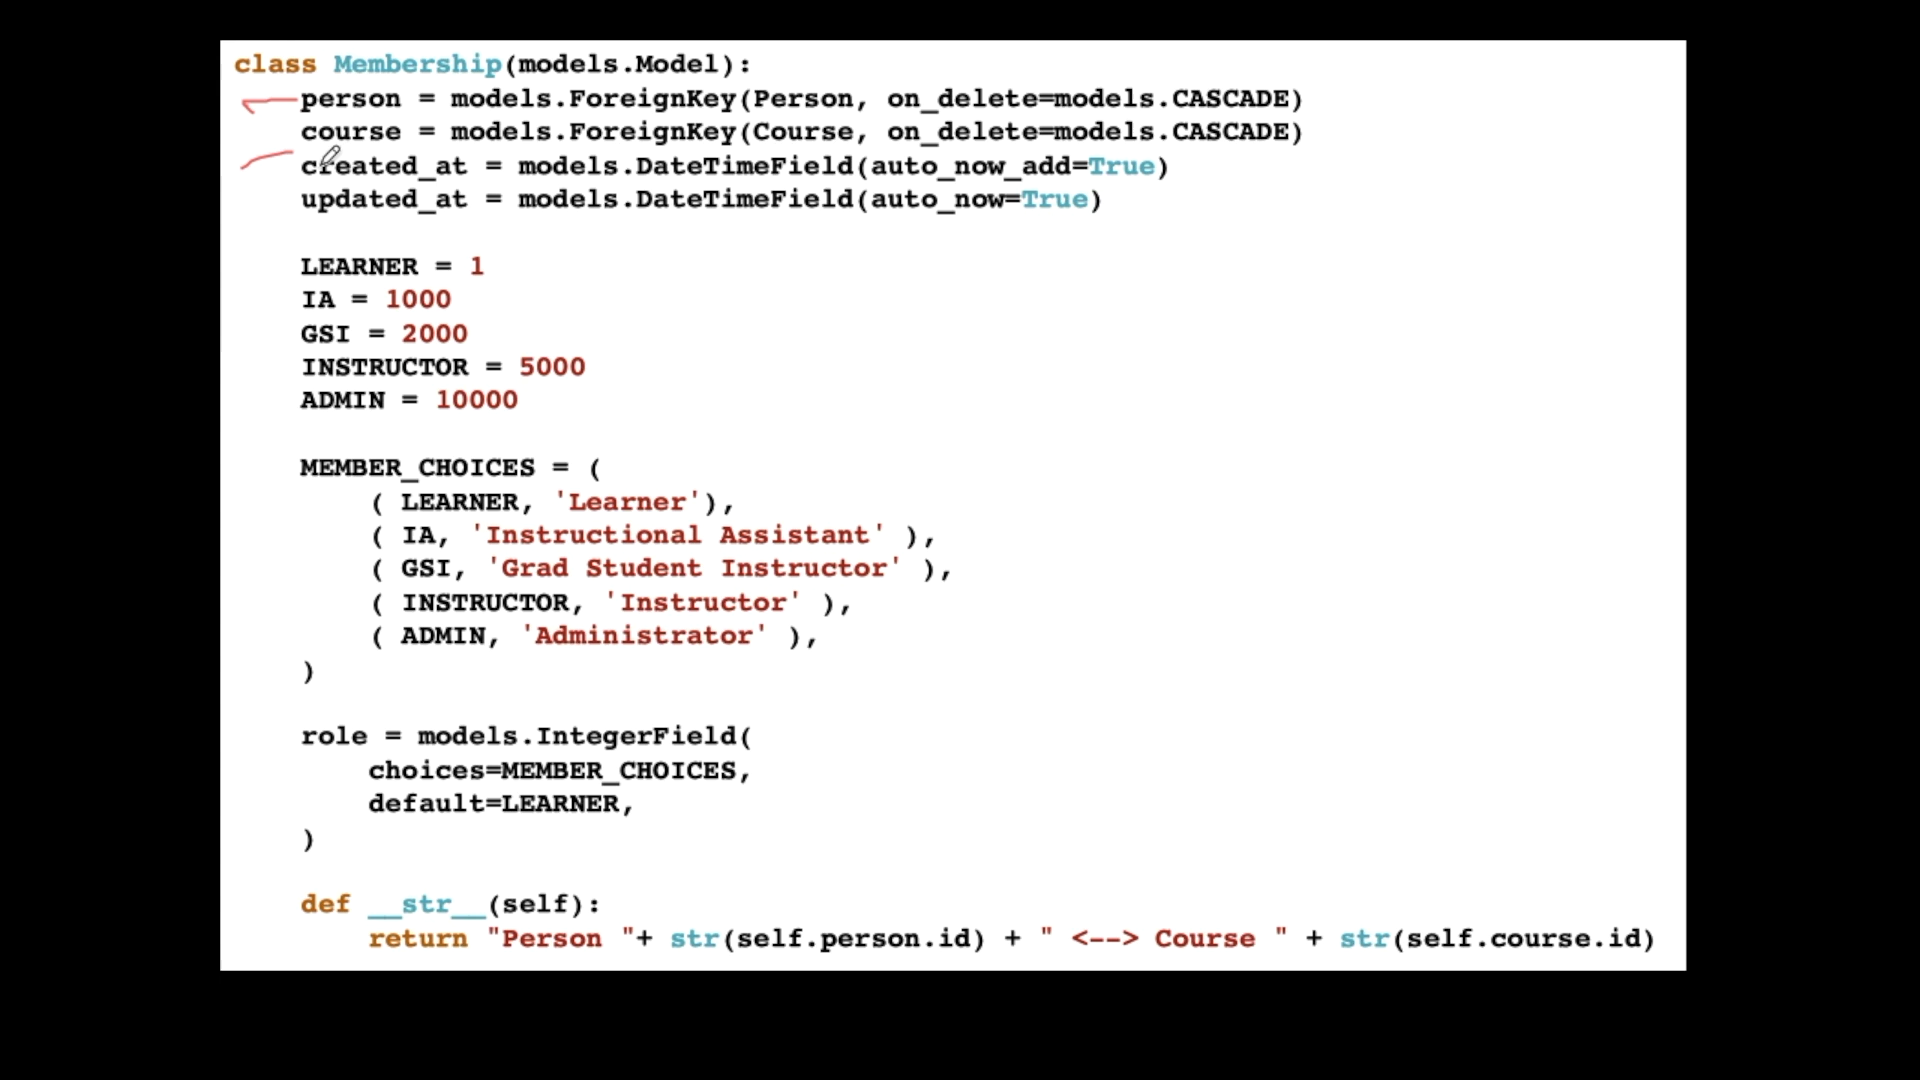 class Membership(models.Model):
    person = models.ForeignKey(Person, on_delete=models.CASCADE)
    course = models.ForeignKey(Course, on_delete=models.CASCADE)
    created_at = models.DateTimeField(auto_now_add=True)
    updated_at = models.DateTimeField(auto_now=True)

    LEARNER = 1
    IA = 1000
    GSI = 2000
    INSTRUCTOR = 5000
    ADMIN = 10000

    MEMBER_CHOICES = (
        ( LEARNER, 'Learner'),
        ( IA, 'Instructional Assistant' ),
        ( GSI, 'Grad Student Instructor' ),
        ( INSTRUCTOR, 'Instructor' ),
        ( ADMIN, 'Administrator' ),
    )

    role = models.IntegerField(
        choices=MEMBER_CHOICES,
        default=LEARNER,
    )

    def __str__(self):
        return "Person "+ str(self.person.id) + " <--> Course " + str(self.course.id)